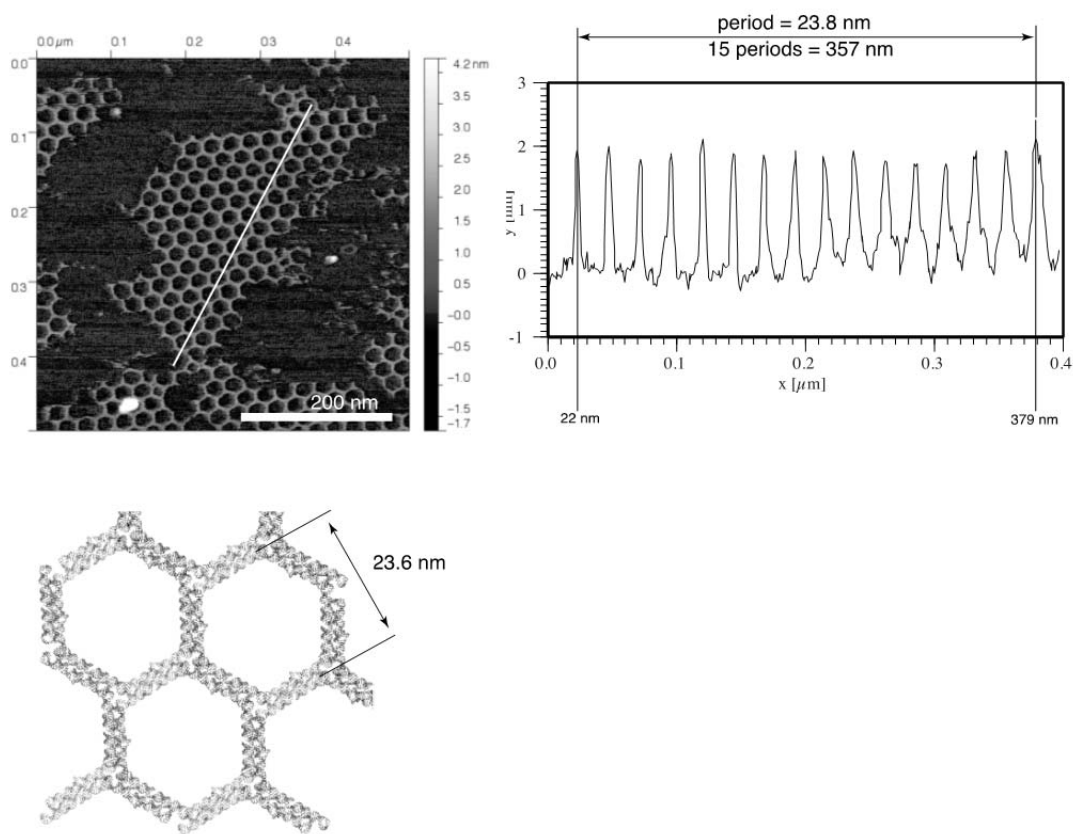 0.0 µm 0.1 0.2 0.3 0.4
0.0
0.1
0.2
0.3
0.4
200 nm
4.2 nm
3.5
3.0
2.5
2.0
1.5
1.0
0.5
-0.0
-0.5
-1.0
-1.5
-1.7
period = 23.8 nm
15 periods = 357 nm
3
2
1
0
-1
y [nm]
0.0 0.1 0.2 0.3 0.4
x [µm]
22 nm 379 nm
23.6 nm